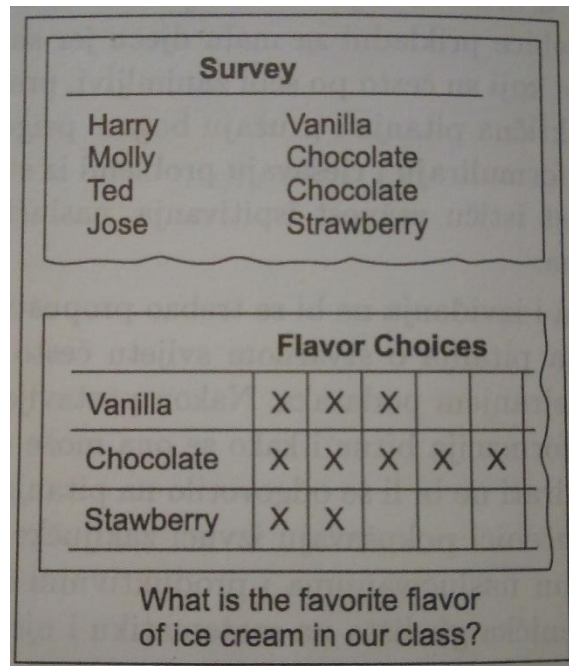 Survey
Harry Vanilla
Molly Chocolate
Ted Chocolate
Jose Strawberry
Flavor Choices
Vanilla X X X
Chocolate X X X X X
Stawberry X X
What is the favorite flavor
of ice cream in our class?